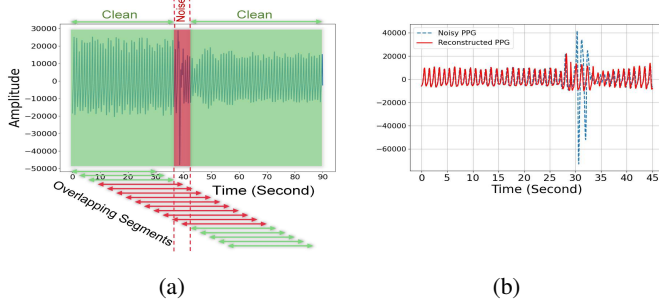 Clean
Noise
Clean
Amplitude
30000
20000
10000
0
−10000
−20000
−30000
−40000
−50000
0 10 20 30 40 50 60 70 80 90
Time (Second)
Overlapping Segments
(a)
Noisy PPG
Reconstructed PPG
40000
20000
0
−20000
−40000
−60000
0 5 10 15 20 25 30 35 40 45
Time (Second)
(b)